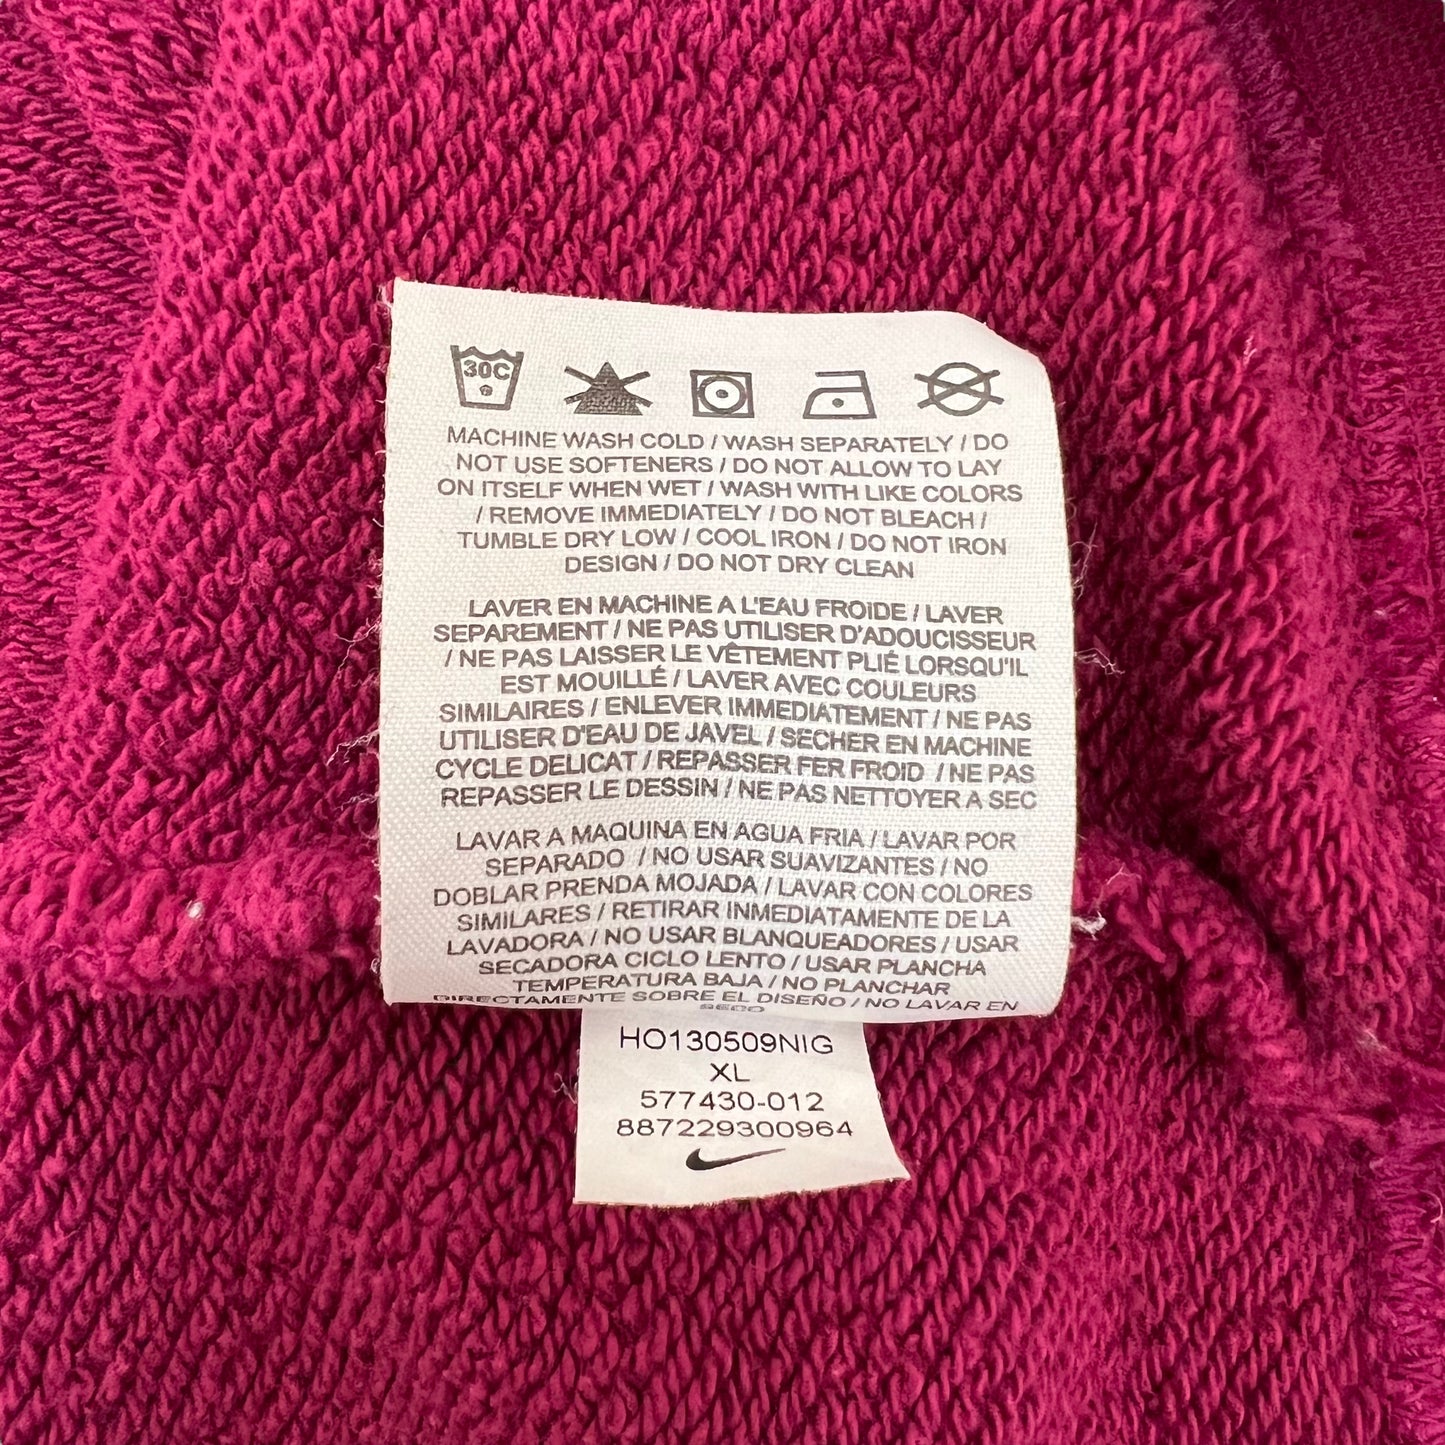 30C
MACHINE WASH COLD / WASH SEPARATELY / DO
NOT USE SOFTENERS / DO NOT ALLOW TO LAY
ON ITSELF WHEN WET / WASH WITH LIKE COLORS
/ REMOVE IMMEDIATELY / DO NOT BLEACH /
TUMBLE DRY LOW / COOL IRON / DO NOT IRON
DESIGN / DO NOT DRY CLEAN
LAVER EN MACHINE A L'EAU FROIDE / LAVER
SEPAREMENT / NE PAS UTILISER D'ADOUCISSEUR
/ NE PAS LAISSER LE VÊTEMENT PLIÉ LORSQU'IL
EST MOUILLÉ / LAVER AVEC COULEURS
SIMILAIRES / ENLEVER IMMEDIATEMENT / NE PAS
UTILISER D'EAU DE JAVEL / SECHER EN MACHINE
CYCLE DELICAT / REPASSER FER FROID / NE PAS
REPASSER LE DESSIN / NE PAS NETTOYER A SEC
LAVAR A MAQUINA EN AGUA FRIA / LAVAR POR
SEPARADO / NO USAR SUAVIZANTES / NO
DOBLAR PRENDA MOJADA / LAVAR CON COLORES
SIMILARES / RETIRAR INMEDIATAMENTE DE LA
LAVADORA / NO USAR BLANQUEADORES / USAR
SECADORA CICLO LENTO / USAR PLANCHA
TEMPERATURA BAJA / NO PLANCHAR
DIRECTAMENTE SOBRE EL DISEÑO / NO LAVAR EN
SECO
HO130509NIG
XL
577430-012
887229300964